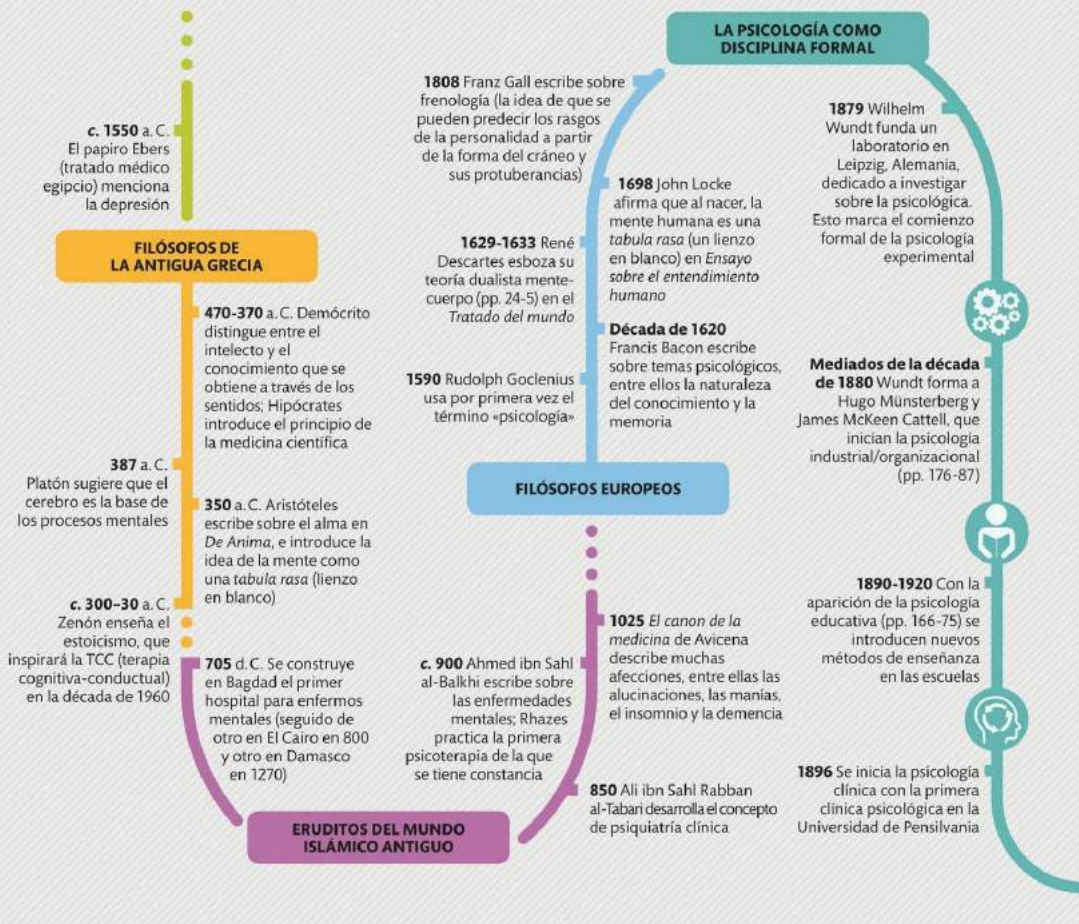 c. 1550 a. C.
El papiro Ebers
(tratado médico
egipcio) menciona
la depresión
FILÓSOFOS DE
LA ANTIGUA GRECIA
470-370 a. C. Demócrito
distingue entre el
intelecto y el
conocimiento que se
obtiene a través de los
sentidos; Hipócrates
introduce el principio de
la medicina científica
387 a. C.
Platón sugiere que el
cerebro es la base de
los procesos mentales
350 a. C. Aristóteles
escribe sobre el alma en
De Anima, e introduce la
idea de la mente como
una tabula rasa (lienzo
en blanco)
c. 300–30 a. C.
Zenón enseña el
estoicismo, que
inspirará la TCC (terapia
cognitiva-conductual)
en la década de 1960
705 d. C. Se construye
en Bagdad el primer
hospital para enfermos
mentales (seguido de
otro en El Cairo en 800
y otro en Damasco
en 1270)
ERUDITOS DEL MUNDO
ISLÁMICO ANTIGUO
850 Ali ibn Sahl Rabban
al-Tabari desarrolla el concepto
de psiquiatría clínica
c. 900 Ahmed ibn Sahl
al-Balkhi escribe sobre
las enfermedades
mentales; Rhazes
practica la primera
psicoterapia de la que
se tiene constancia
1025 El canon de la
medicina de Avicena
describe muchas
afecciones, entre ellas las
alucinaciones, las manías,
el insomnio y la demencia
FILÓSOFOS EUROPEOS
1590 Rudolph Goclenius
usa por primera vez el
término «psicología»
Década de 1620
Francis Bacon escribe
sobre temas psicológicos,
entre ellos la naturaleza
del conocimiento y la
memoria
1629-1633 René
Descartes esboza su
teoría dualista mente-
cuerpo (pp. 24-5) en el
Tratado del mundo
1698 John Locke
afirma que al nacer, la
mente humana es una
tabula rasa (un lienzo
en blanco) en Ensayo
sobre el entendimiento
humano
1808 Franz Gall escribe sobre
frenología (la idea de que se
pueden predecir los rasgos
de la personalidad a partir
de la forma del cráneo y
sus protuberancias)
LA PSICOLOGÍA COMO
DISCIPLINA FORMAL
1879 Wilhelm
Wundt funda un
laboratorio en
Leipzig, Alemania,
dedicado a investigar
sobre la psicológica.
Esto marca el comienzo
formal de la psicología
experimental
Mediados de la década
de 1880 Wundt forma a
Hugo Münsterberg y
James McKeen Cattell, que
inician la psicología
industrial/organizacional
(pp. 176-87)
1890-1920 Con la
aparición de la psicología
educativa (pp. 166-75) se
introducen nuevos
métodos de enseñanza
en las escuelas
1896 Se inicia la psicología
clínica con la primera
clínica psicológica en la
Universidad de Pensilvania